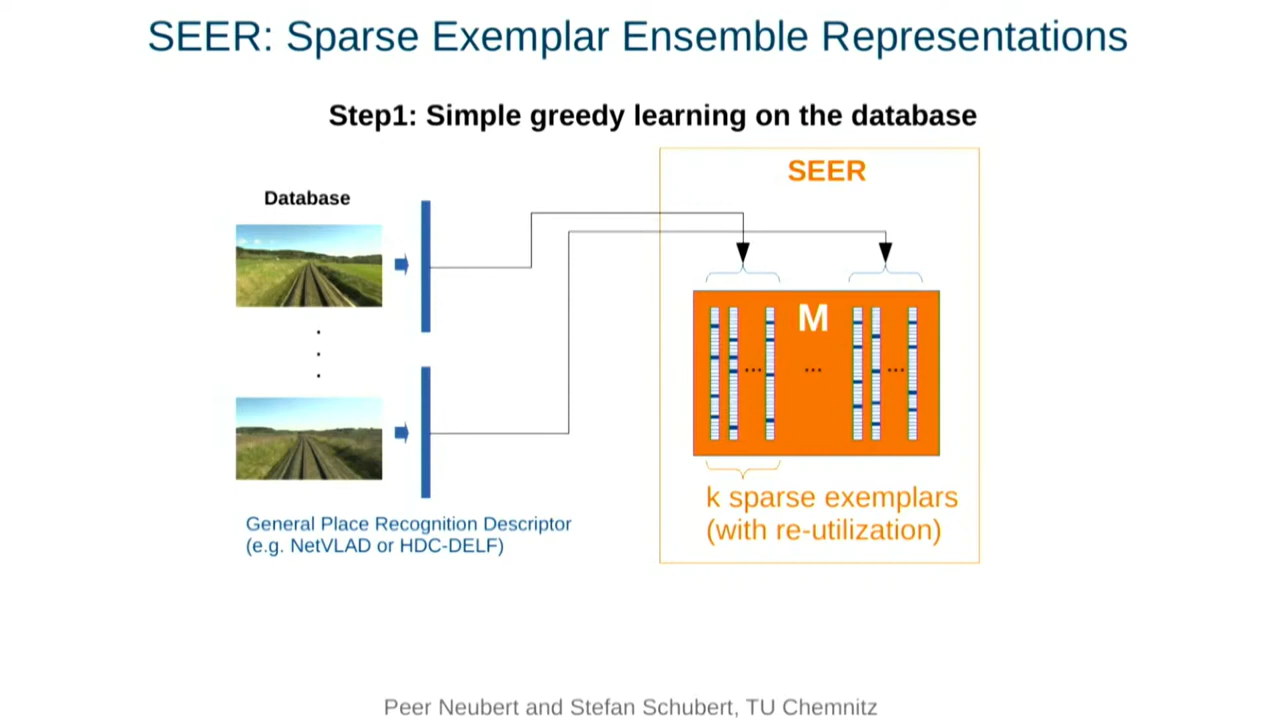 SEER: Sparse Exemplar Ensemble Representations
Step1: Simple greedy learning on the database
SEER
Database
M
...
...
...
k sparse exemplars
(with re-utilization)
General Place Recognition Descriptor
(e.g. NetVLAD or HDC-DELF)
Peer Neubert and Stefan Schubert, TU Chemnitz